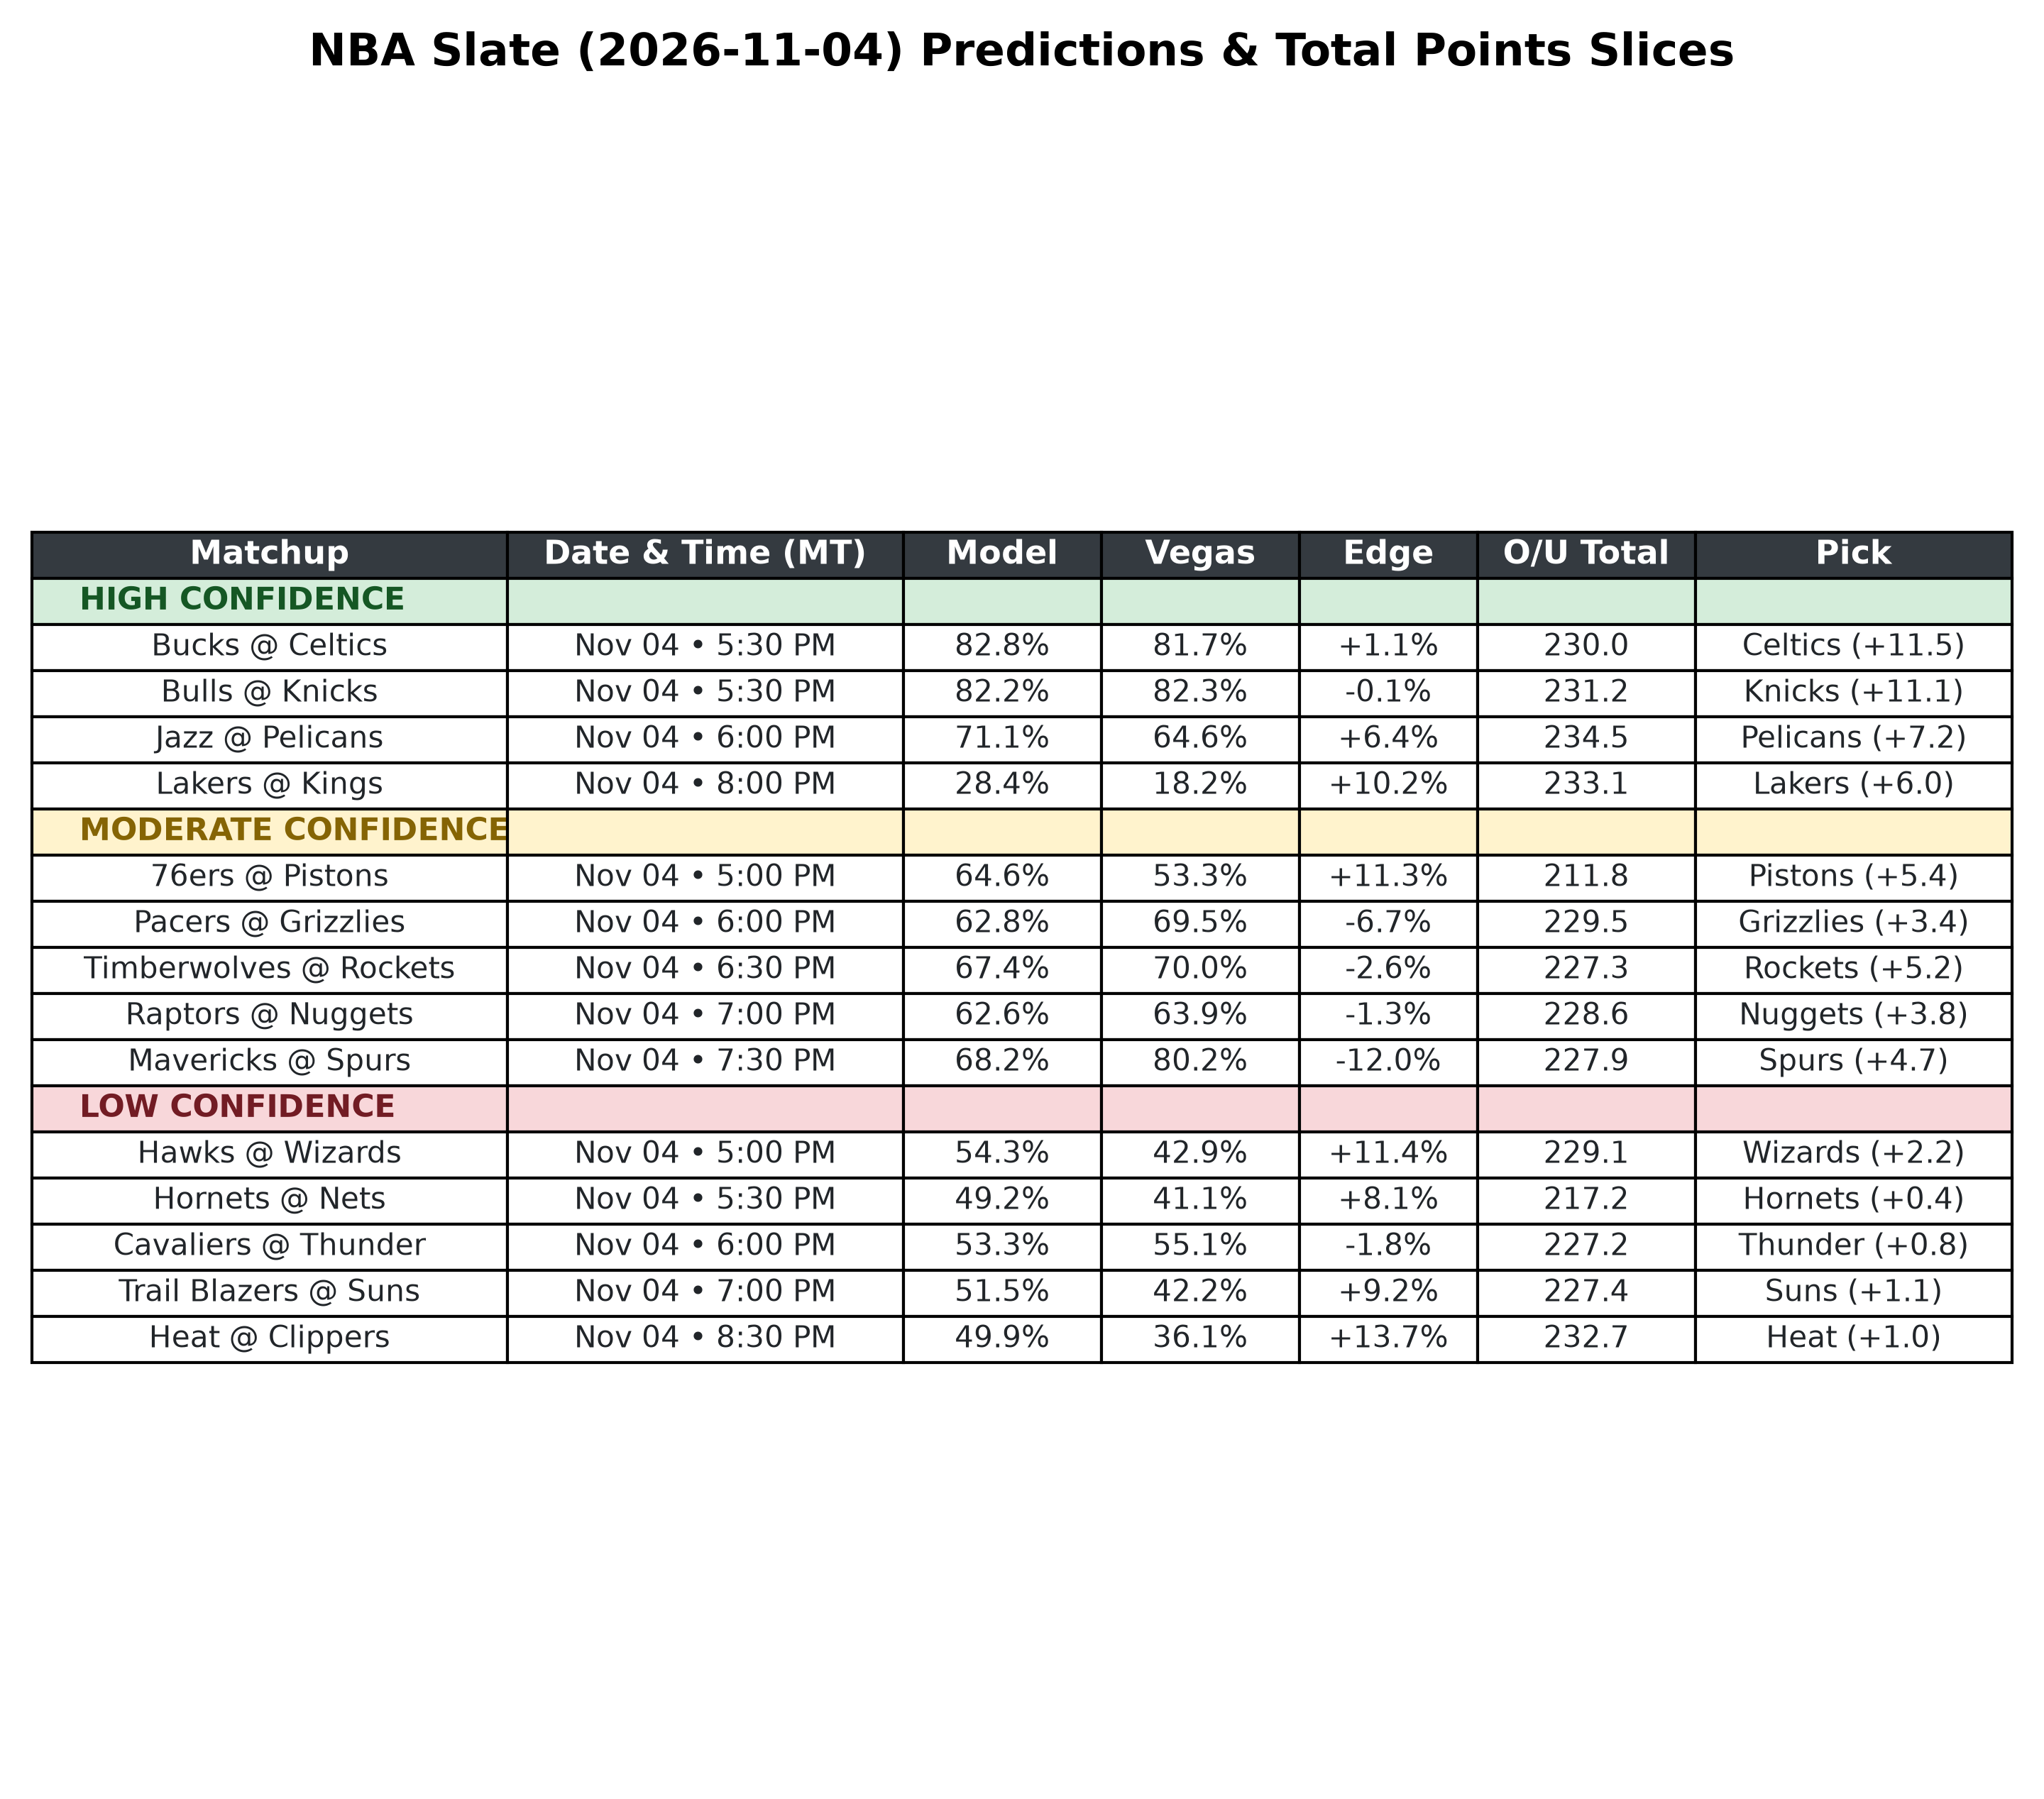 NBA Slate (2026-11-04) Predictions & Total Points Slices
Matchup Date & Time (MT) Model Vegas Edge O/U Total Pick
HIGH CONFIDENCE
Bucks @ Celtics Nov 04 • 5:30 PM 82.8% 81.7% +1.1% 230.0 Celtics (+11.5)
Bulls @ Knicks Nov 04 • 5:30 PM 82.2% 82.3% -0.1% 231.2 Knicks (+11.1)
Jazz @ Pelicans Nov 04 • 6:00 PM 71.1% 64.6% +6.4% 234.5 Pelicans (+7.2)
Lakers @ Kings Nov 04 • 8:00 PM 28.4% 18.2% +10.2% 233.1 Lakers (+6.0)
MODERATE CONFIDENCE
76ers @ Pistons Nov 04 • 5:00 PM 64.6% 53.3% +11.3% 211.8 Pistons (+5.4)
Pacers @ Grizzlies Nov 04 • 6:00 PM 62.8% 69.5% -6.7% 229.5 Grizzlies (+3.4)
Timberwolves @ Rockets Nov 04 • 6:30 PM 67.4% 70.0% -2.6% 227.3 Rockets (+5.2)
Raptors @ Nuggets Nov 04 • 7:00 PM 62.6% 63.9% -1.3% 228.6 Nuggets (+3.8)
Mavericks @ Spurs Nov 04 • 7:30 PM 68.2% 80.2% -12.0% 227.9 Spurs (+4.7)
LOW CONFIDENCE
Hawks @ Wizards Nov 04 • 5:00 PM 54.3% 42.9% +11.4% 229.1 Wizards (+2.2)
Hornets @ Nets Nov 04 • 5:30 PM 49.2% 41.1% +8.1% 217.2 Hornets (+0.4)
Cavaliers @ Thunder Nov 04 • 6:00 PM 53.3% 55.1% -1.8% 227.2 Thunder (+0.8)
Trail Blazers @ Suns Nov 04 • 7:00 PM 51.5% 42.2% +9.2% 227.4 Suns (+1.1)
Heat @ Clippers Nov 04 • 8:30 PM 49.9% 36.1% +13.7% 232.7 Heat (+1.0)